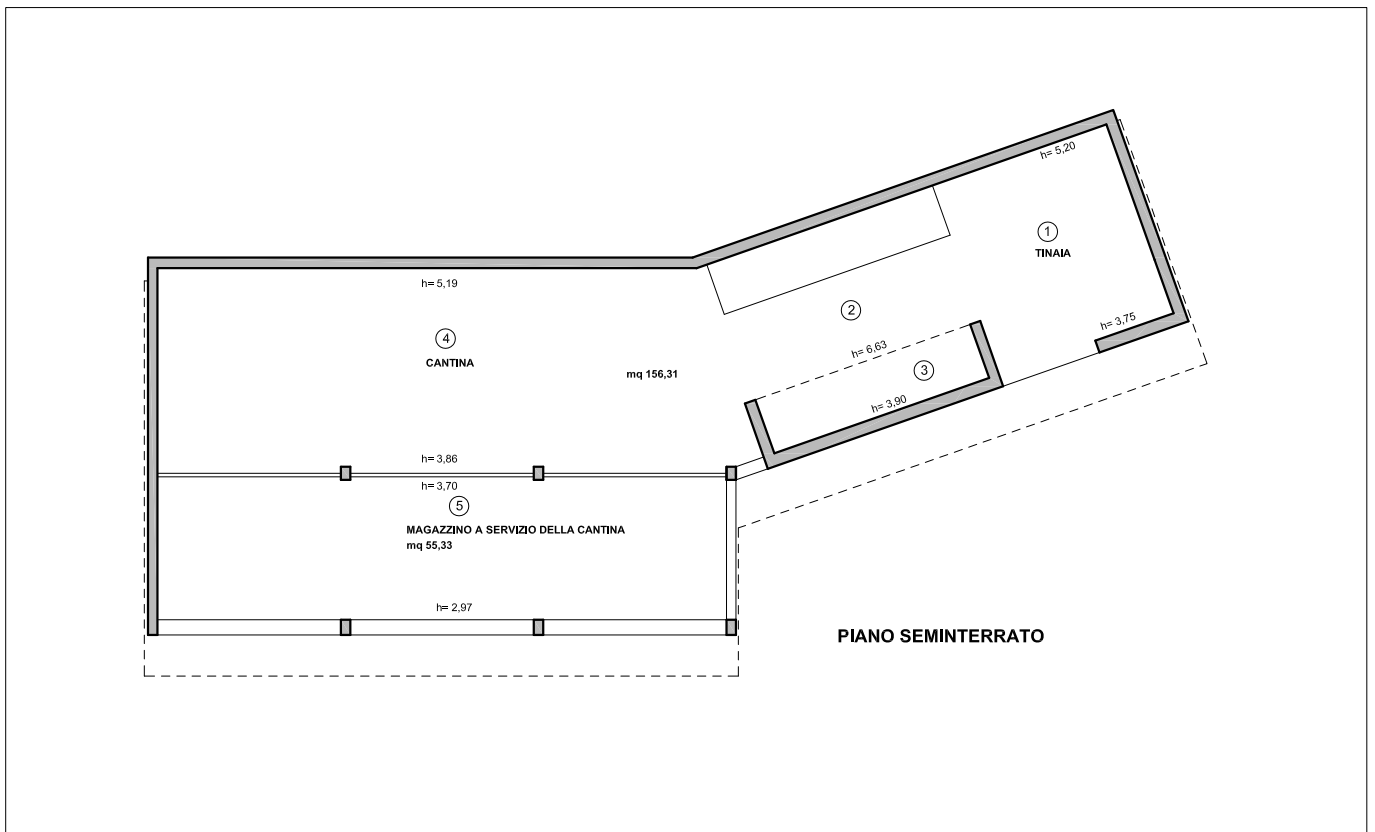 h= 5,20
1
TINAIA
h= 5,19
2
h= 3,75
4
CANTINA
h= 6,63
3
mq 156,31
h= 3,90
h= 3,86
h= 3,70
5
MAGAZZINO A SERVIZIO DELLA CANTINA
mq 55,33
h= 2,97
PIANO SEMINTERRATO